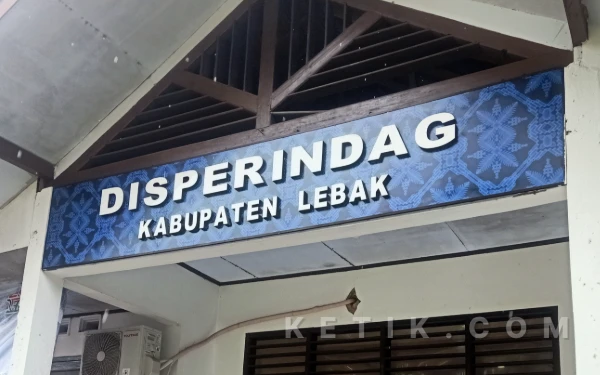 DISPERINDAG
KABUPATEN LEBAK
KETIK.COM